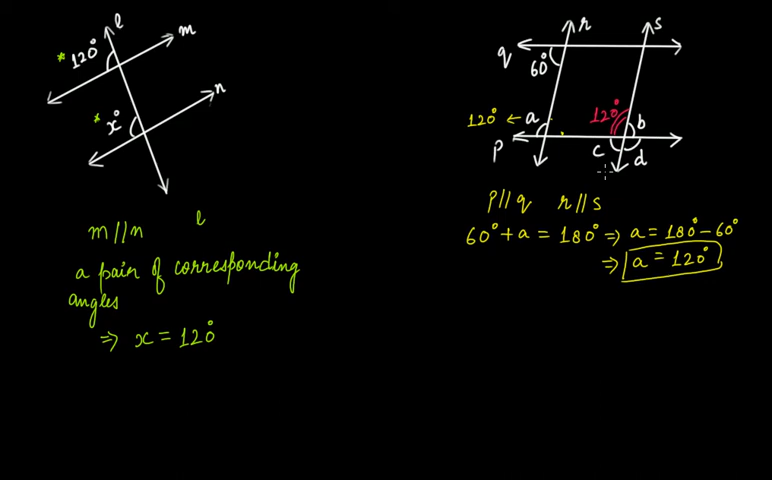 l
m
* 120°
n
* x°
m//n l
a pair of corresponding
angles
⇒ x = 120°
r s
q
60°
120° ← a 120° b
p c d
p//q r//s
60° + a = 180° ⇒ a = 180° - 60°
⇒ a = 120°